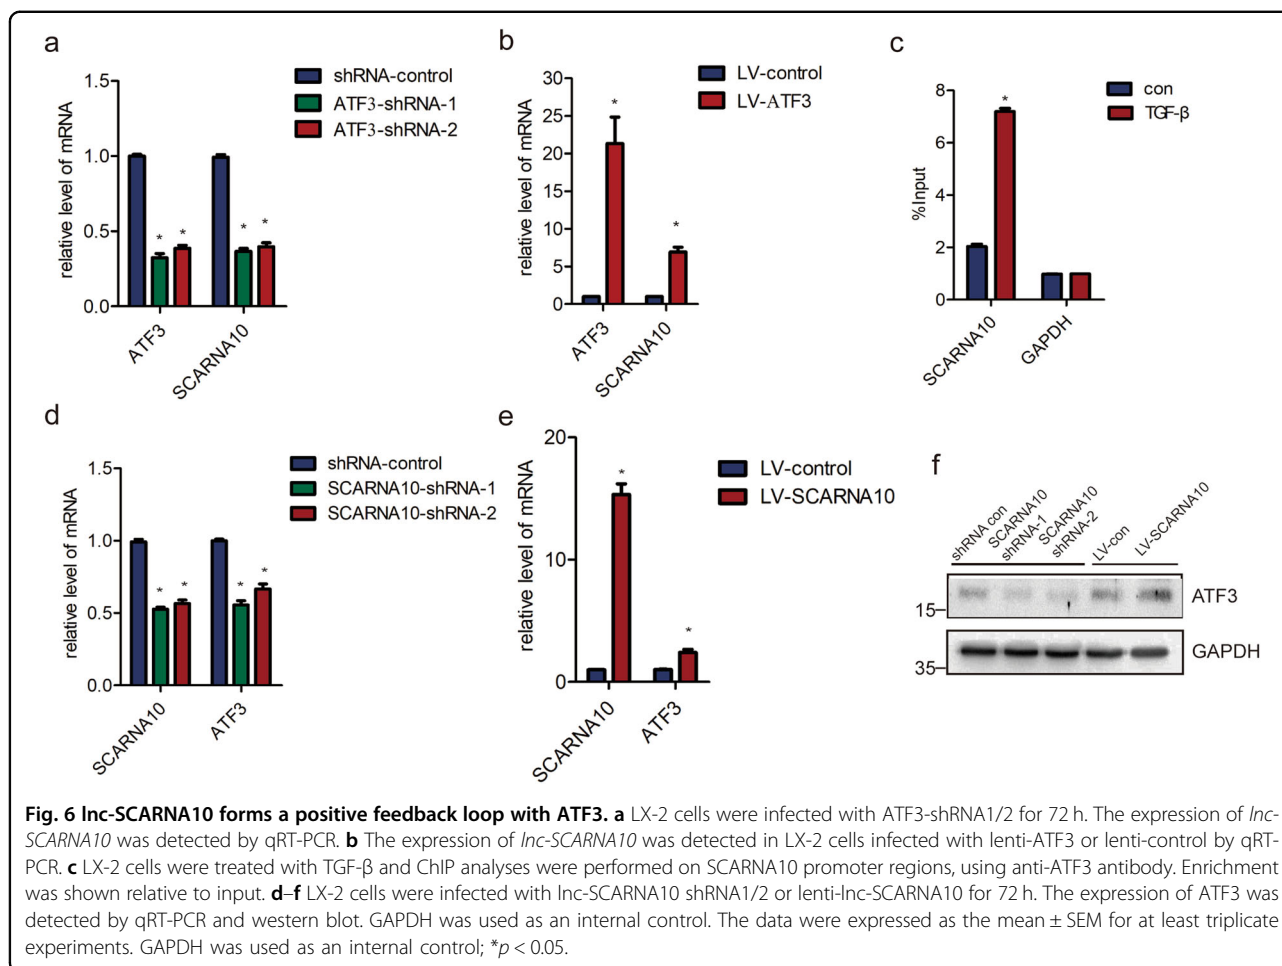 a
shRNA-control
ATF3-shRNA-1
ATF3-shRNA-2
relative level of mRNA
1.5
1.0
0.5
0.0
* * * *
ATF3
SCARNA10
b
LV-control
LV-ATF3
relative level of mRNA
30
25
20
15
10
5
0
* *
ATF3
SCARNA10
c
con
TGF-β
%Input
8
6
4
2
0
*
SCARNA10
GAPDH
d
shRNA-control
SCARNA10-shRNA-1
SCARNA10-shRNA-2
relative level of mRNA
1.5
1.0
0.5
0.0
* * * *
SCARNA10
ATF3
e
LV-control
LV-SCARNA10
relative level of mRNA
20
15
10
5
0
* *
SCARNA10
ATF3
f
shRNA con
SCARNA10
shRNA-1
SCARNA10
shRNA-2
LV-con
LV-SCARNA10
15
ATF3
35
GAPDH
Fig. 6 lnc-SCARNA10 forms a positive feedback loop with ATF3. a LX-2 cells were infected with ATF3-shRNA1/2 for 72 h. The expression of lnc-
SCARNA10 was detected by qRT-PCR. b The expression of lnc-SCARNA10 was detected in LX-2 cells infected with lenti-ATF3 or lenti-control by qRT-
PCR. c LX-2 cells were treated with TGF-β and ChIP analyses were performed on SCARNA10 promoter regions, using anti-ATF3 antibody. Enrichment
was shown relative to input. d–f LX-2 cells were infected with lnc-SCARNA10 shRNA1/2 or lenti-lnc-SCARNA10 for 72 h. The expression of ATF3 was
detected by qRT-PCR and western blot. GAPDH was used as an internal control. The data were expressed as the mean ± SEM for at least triplicate
experiments. GAPDH was used as an internal control; *p < 0.05.